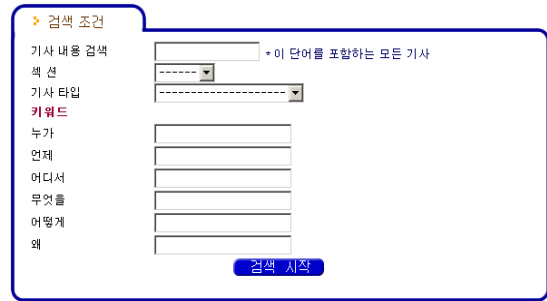 검색 조건
기사 내용 검색 * 이 단어를 포함하는 모든 기사
섹 션 ------
기사 타입 -------------------
키워드
누가
언제
어디서
무엇을
어떻게
왜
검색 시작